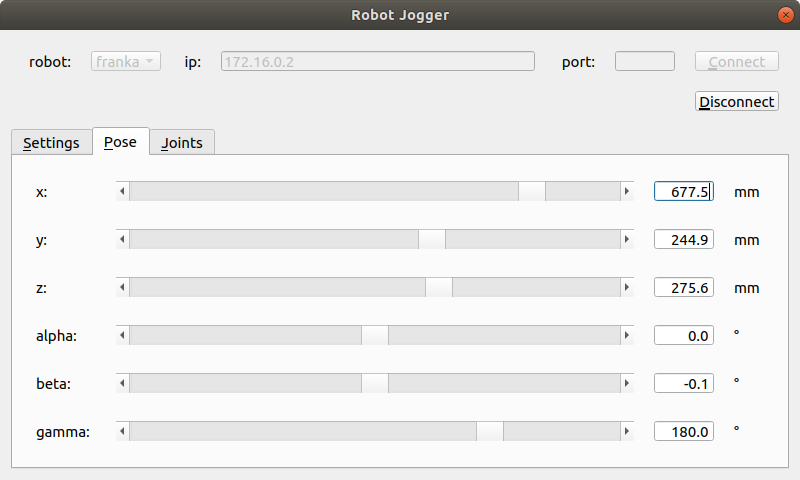 Robot Jogger
robot: franka ip: 172.16.0.2 port: Connect
Disconnect
Settings Pose Joints
x: 677.5 mm
y: 244.9 mm
z: 275.6 mm
alpha: 0.0 °
beta: -0.1 °
gamma: 180.0 °